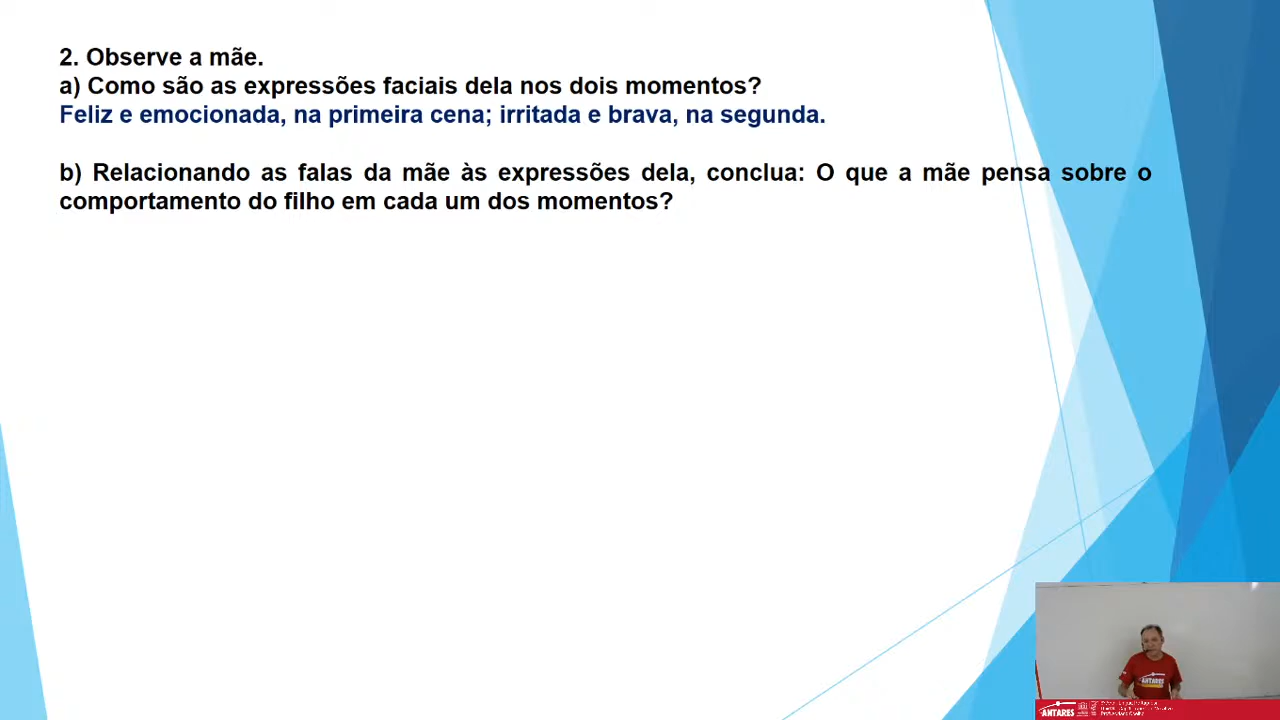 2. Observe a mãe.
a) Como são as expressões faciais dela nos dois momentos?
Feliz e emocionada, na primeira cena; irritada e brava, na segunda.
b) Relacionando as falas da mãe às expressões dela, conclua: O que a mãe pensa sobre o
comportamento do filho em cada um dos momentos?
ANTARES
ANTARES